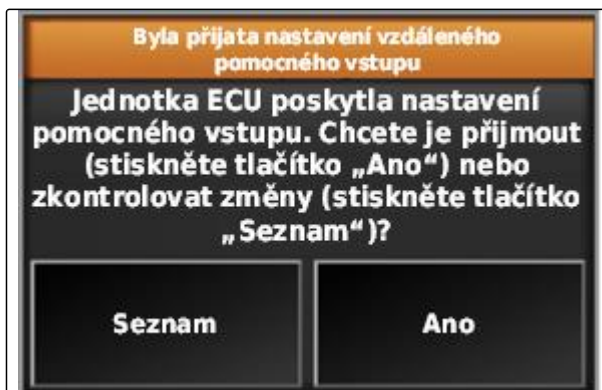 Byla přijata nastavení vzdáleného
pomocného vstupu
Jednotka ECU poskytla nastavení
pomocného vstupu. Chcete je přijmout
(stiskněte tlačítko „Ano“) nebo
zkontrolovat změny (stiskněte tlačítko
„Seznam“)?
Seznam
Ano